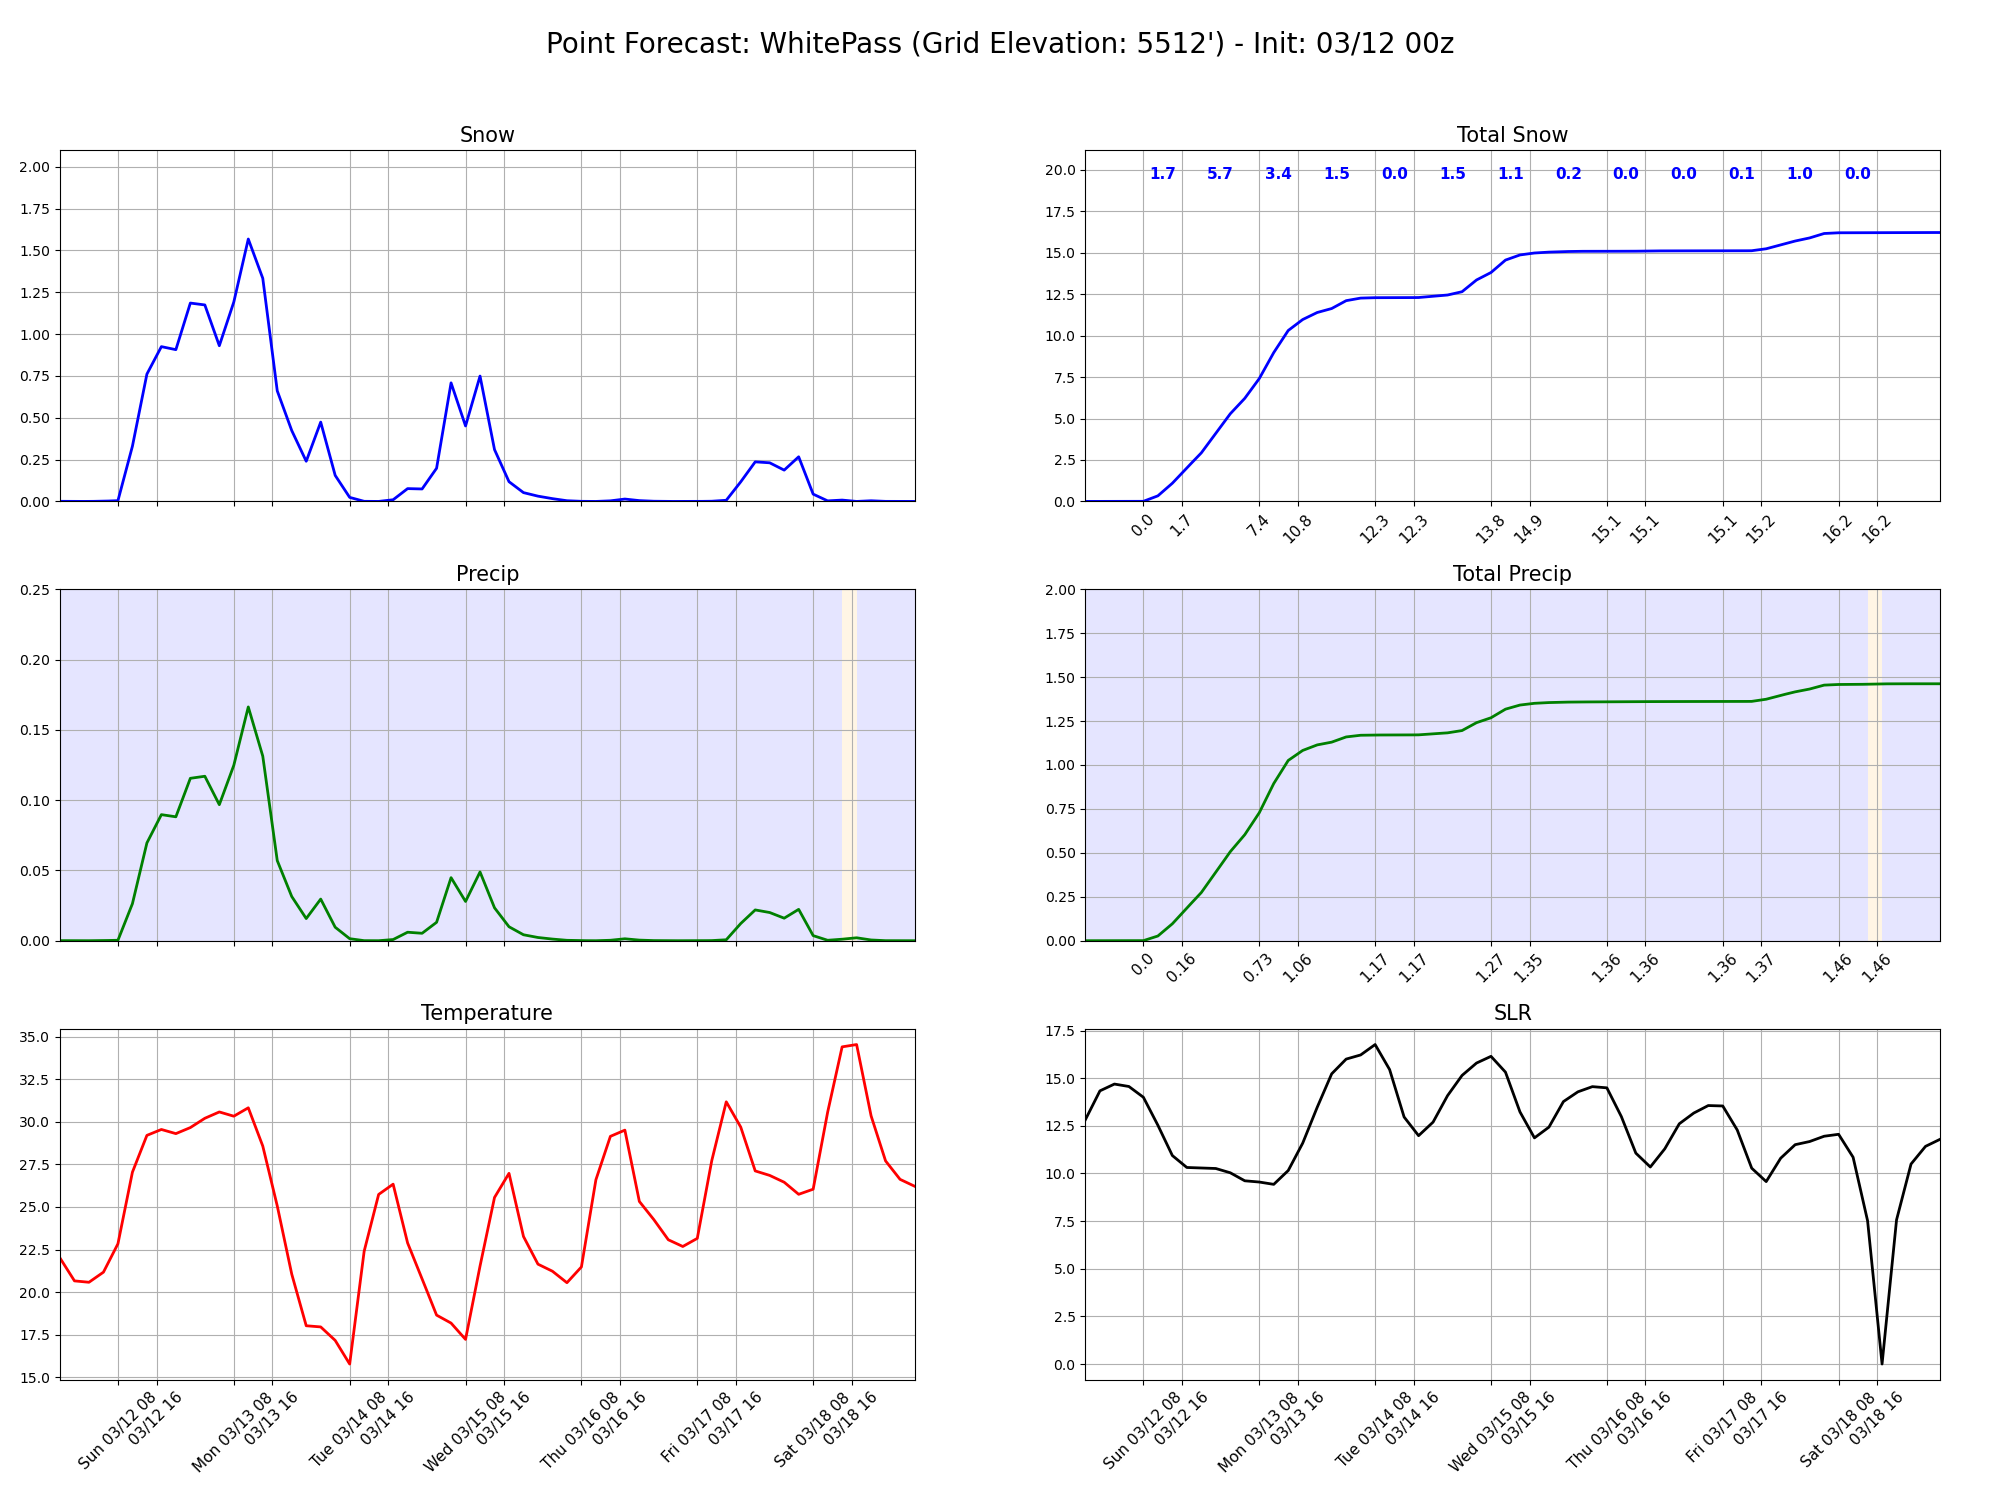 Point Forecast: WhitePass (Grid Elevation: 5512') - Init: 03/12 00z
Snow
2.00
1.75
1.50
1.25
1.00
0.75
0.50
0.25
0.00
Total Snow
20.0
17.5
15.0
12.5
10.0
7.5
5.0
2.5
0.0
1.7 5.7 3.4 1.5 0.0 1.5 1.1 0.2 0.0 0.0 0.1 1.0 0.0
0.0 1.7 7.4 10.8 12.3 12.3 13.8 14.9 15.1 15.1 15.1 15.2 16.2 16.2
Precip
0.25
0.20
0.15
0.10
0.05
0.00
Total Precip
2.00
1.75
1.50
1.25
1.00
0.75
0.50
0.25
0.00
0.0 0.16 0.73 1.06 1.17 1.17 1.27 1.35 1.36 1.36 1.36 1.37 1.46 1.46
Temperature
35.0
32.5
30.0
27.5
25.0
22.5
20.0
17.5
15.0
Sun 03/12 08
03/12 16
Mon 03/13 08
03/13 16
Tue 03/14 08
03/14 16
Wed 03/15 08
03/15 16
Thu 03/16 08
03/16 16
Fri 03/17 08
03/17 16
Sat 03/18 08
03/18 16
SLR
17.5
15.0
12.5
10.0
7.5
5.0
2.5
0.0
Sun 03/12 08
03/12 16
Mon 03/13 08
03/13 16
Tue 03/14 08
03/14 16
Wed 03/15 08
03/15 16
Thu 03/16 08
03/16 16
Fri 03/17 08
03/17 16
Sat 03/18 08
03/18 16